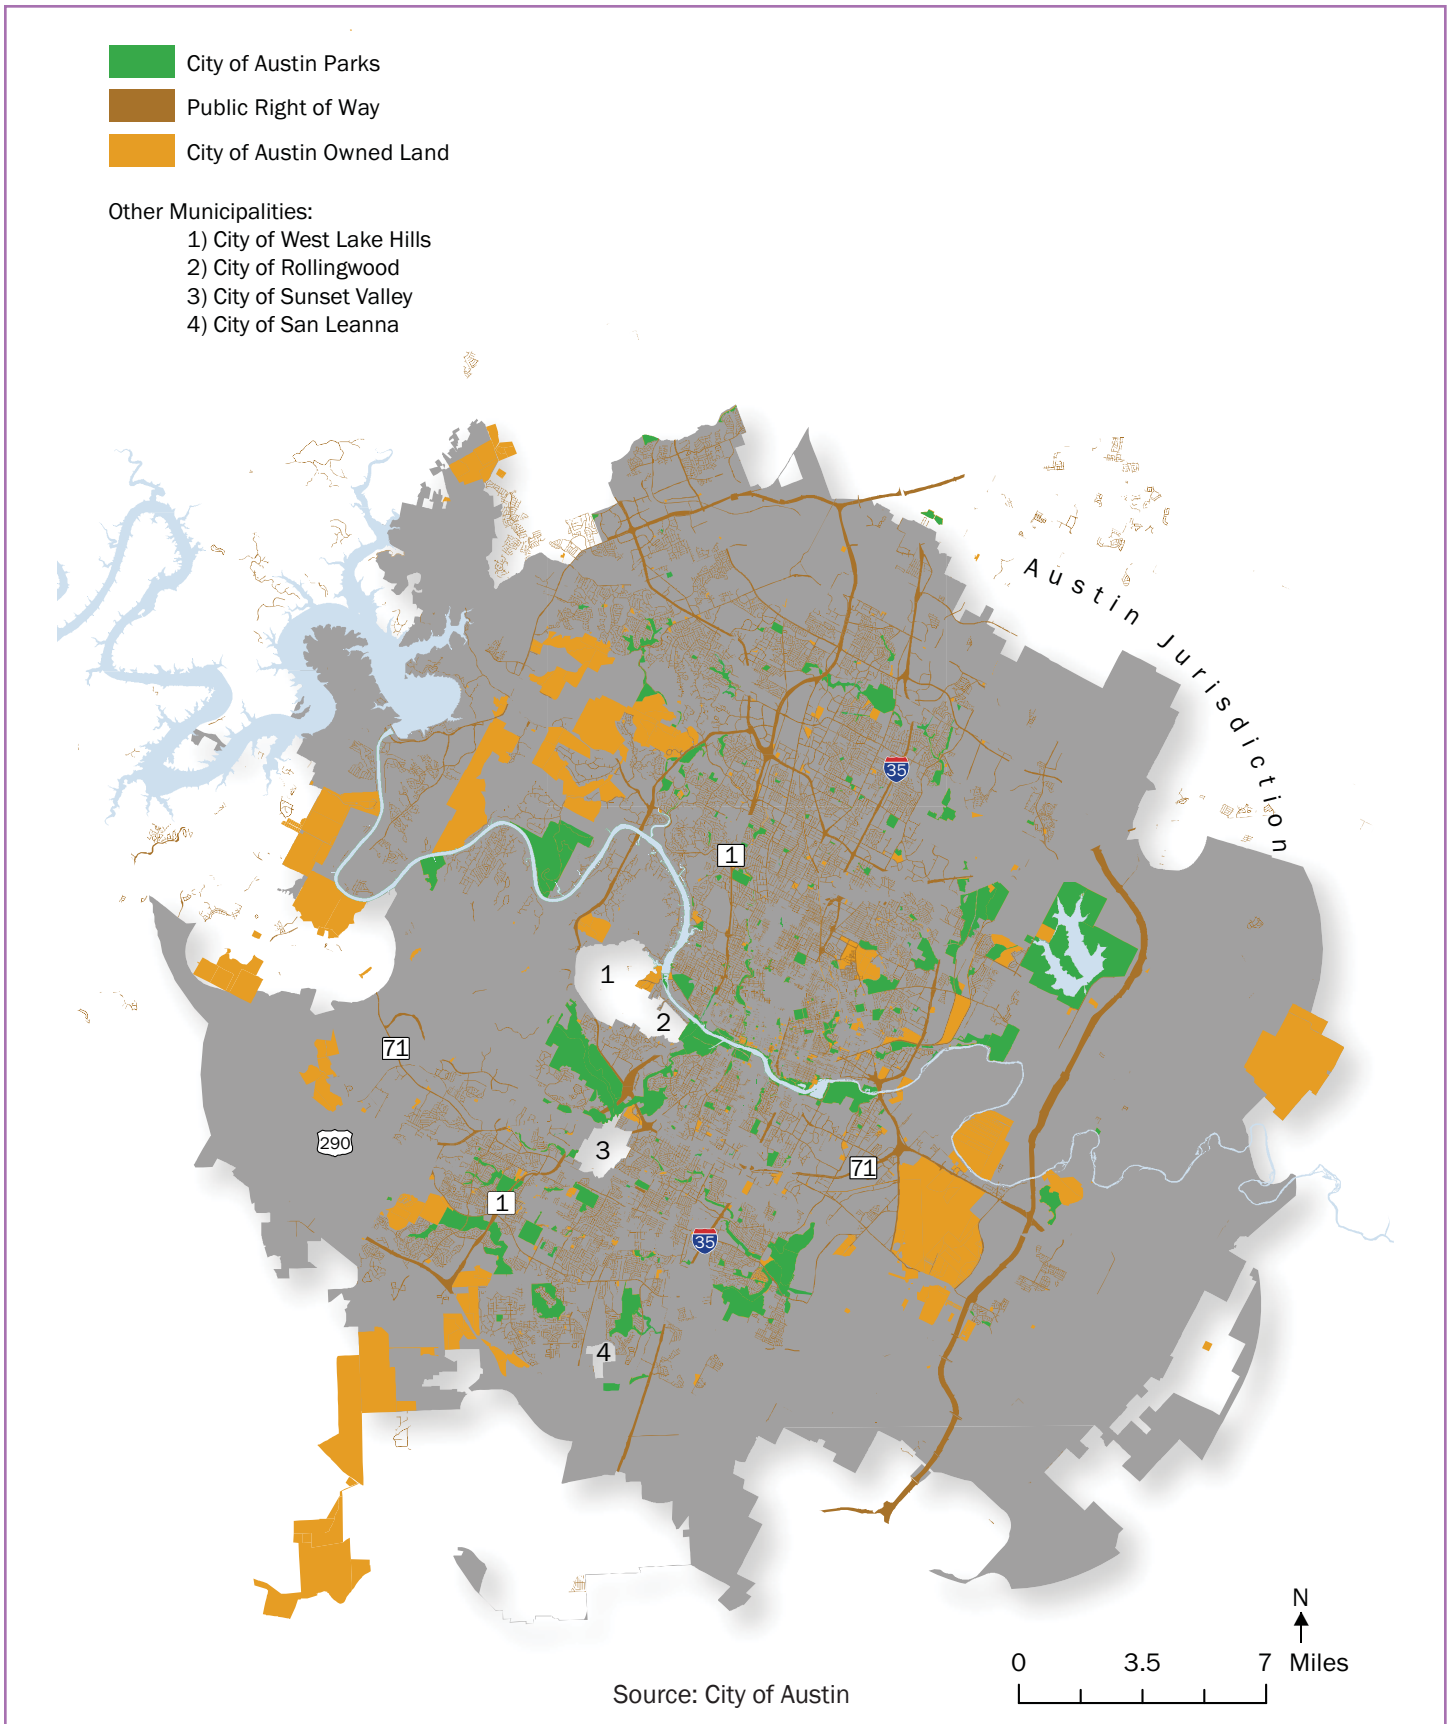 City of Austin Parks
Public Right of Way
City of Austin Owned Land
Other Municipalities:
1) City of West Lake Hills
2) City of Rollingwood
3) City of Sunset Valley
4) City of San Leanna
Austin Jurisdiction
35
1
1
2
71
290
3
71
1
35
4
N
0 3.5 7 Miles
Source: City of Austin